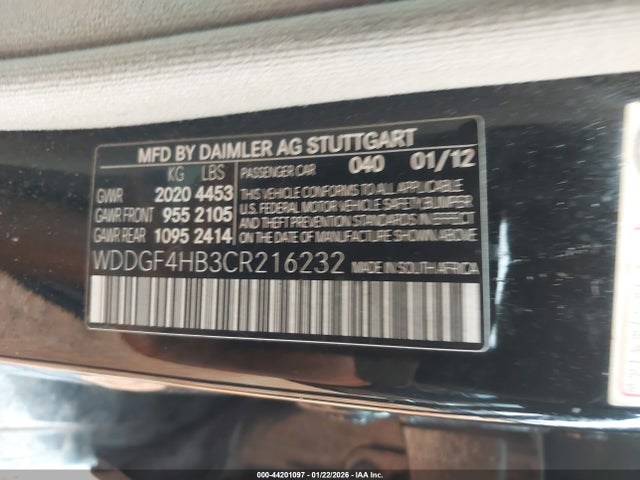 MFD BY DAIMLER AG STUTTGART
KG LBS PASSENGER CAR 040 01/12
GVWR 2020 4453 THIS VEHICLE CONFORMS TO ALL APPLICABLE
U.S. FEDERAL MOTOR VEHICLE SAFETY, BUMPER
GAWR FRONT 955 2105 AND THEFT PREVENTION STANDARDS IN EFFECT
GAWR REAR 1095 2414 ON THE DATE OF MANUFACTURE SHOWN ABOVE.
WDDGF4HB3CR216232 MADE IN SOUTH AFRICA
000-44201097 - 01/22/2026 - IAA Inc.